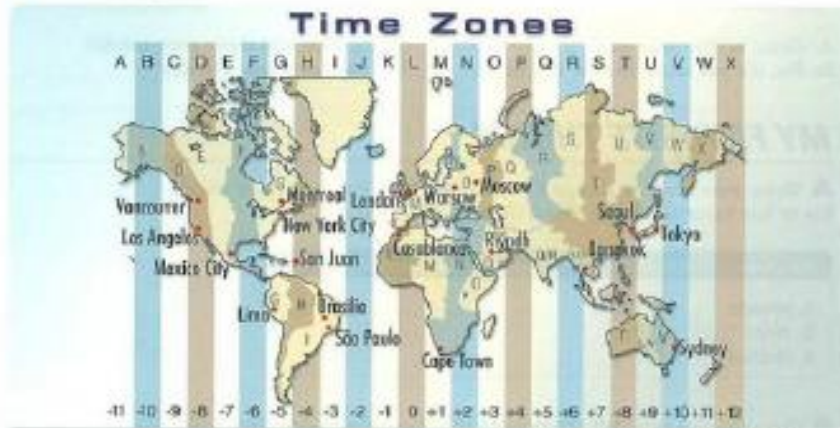 Time Zones
A B C D E F G H I J K L M N O P Q R S T U V W X
MY F
Montreal
London
Warsaw
Moscow
Vancouver
New York City
Seoul
Los Angeles
Casablanca
Riyadh
Tokyo
Mexico City
San Juan
Bangkok
Lima
Brasilia
São Paulo
Cape Town
Sydney
-11 -10 -9 -8 -7 -6 -5 -4 -3 -2 -1 0 +1 +2 +3 +4 +5 +6 +7 +8 +9 +10 +11 +12